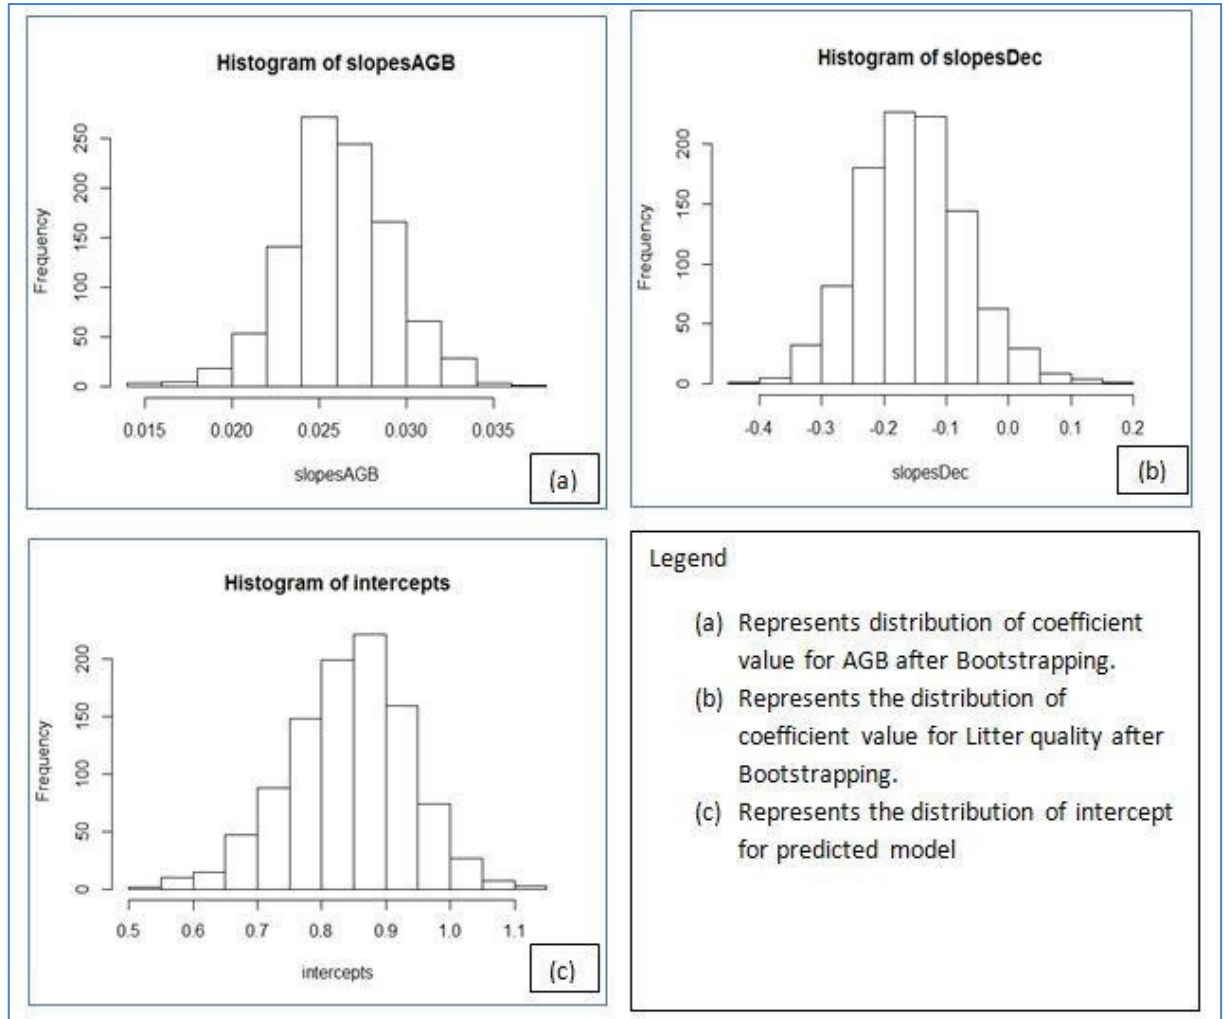 Histogram of slopesAGB
Frequency
0 50 100 150 200 250
0.015 0.020 0.025 0.030 0.035
slopesAGB
(a)
Histogram of slopesDec
Frequency
0 50 100 150 200
-0.4 -0.3 -0.2 -0.1 0.0 0.1 0.2
slopesDec
(b)
Histogram of intercepts
Frequency
0 50 100 150 200
0.5 0.6 0.7 0.8 0.9 1.0 1.1
intercepts
(c)
Legend
(a) Represents distribution of coefficient
value for AGB after Bootstrapping.
(b) Represents the distribution of
coefficient value for Litter quality after
Bootstrapping.
(c) Represents the distribution of intercept
for predicted model